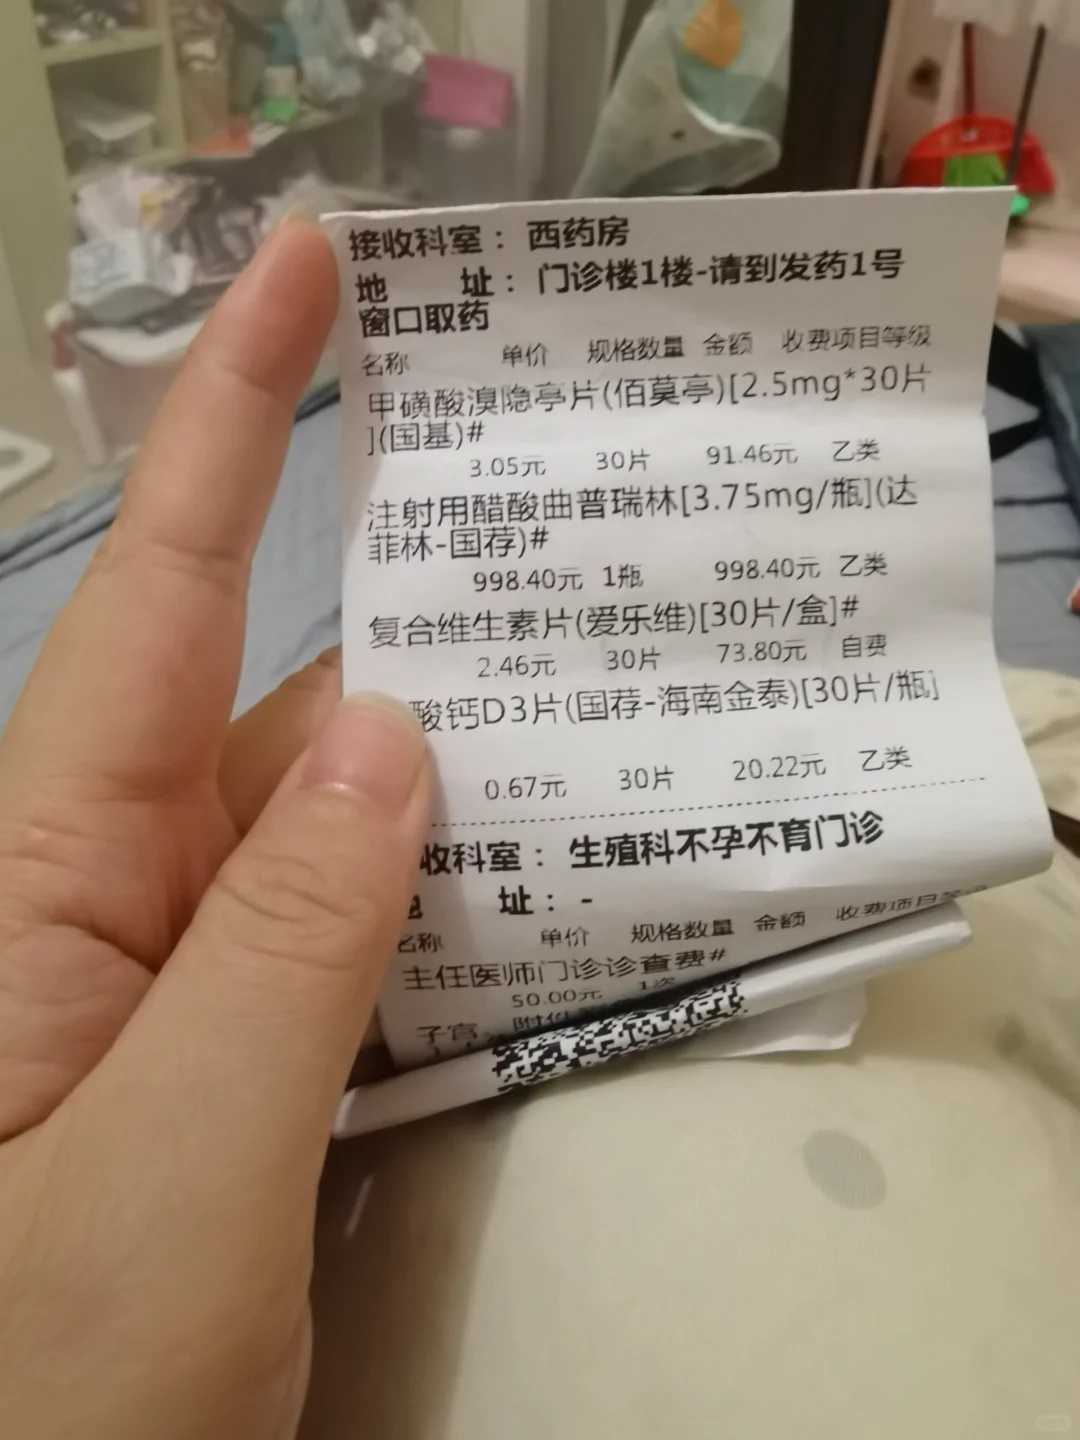 接收科室：西药房
地　　址：门诊楼1楼-请到发药1号
窗口取药
名称 单价 规格数量 金额 收费项目等级
甲磺酸溴隐亭片(佰莫亭)[2.5mg*30片
](国基)#
3.05元 30片 91.46元 乙类
注射用醋酸曲普瑞林[3.75mg/瓶](达
菲林-国荐)#
998.40元 1瓶 998.40元 乙类
复合维生素片(爱乐维)[30片/盒]#
2.46元 30片 73.80元 自费
酸钙D3片(国荐-海南金泰)[30片/瓶]
0.67元 30片 20.22元 乙类
收科室：生殖科不孕不育门诊
址：-
名称 单价 规格数量 金额 收费项目
主任医师门诊诊查费#
50.00元
子宫